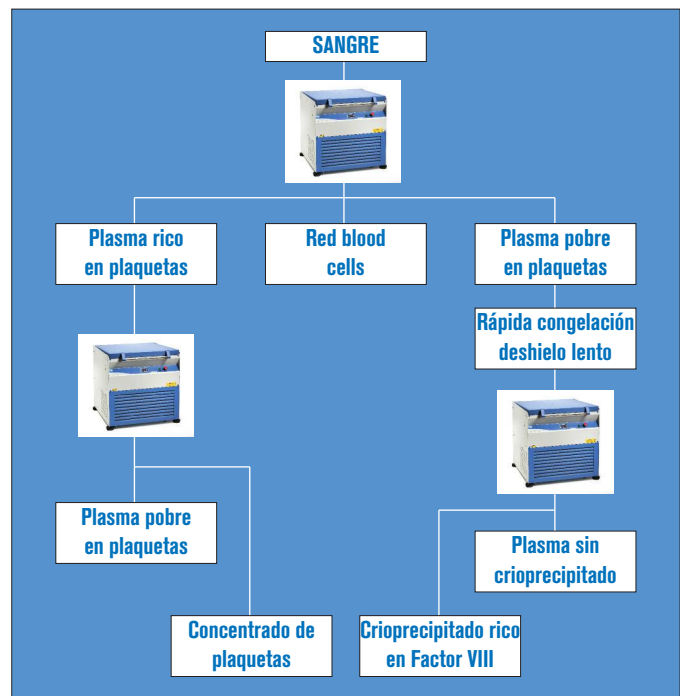 SANGRE
Plasma rico
en plaquetas
Red blood
cells
Plasma pobre
en plaquetas
Rápida congelación
deshielo lento
Plasma pobre
en plaquetas
Plasma sin
crioprecipitado
Concentrado de
plaquetas
Crioprecipitado rico
en Factor VIII